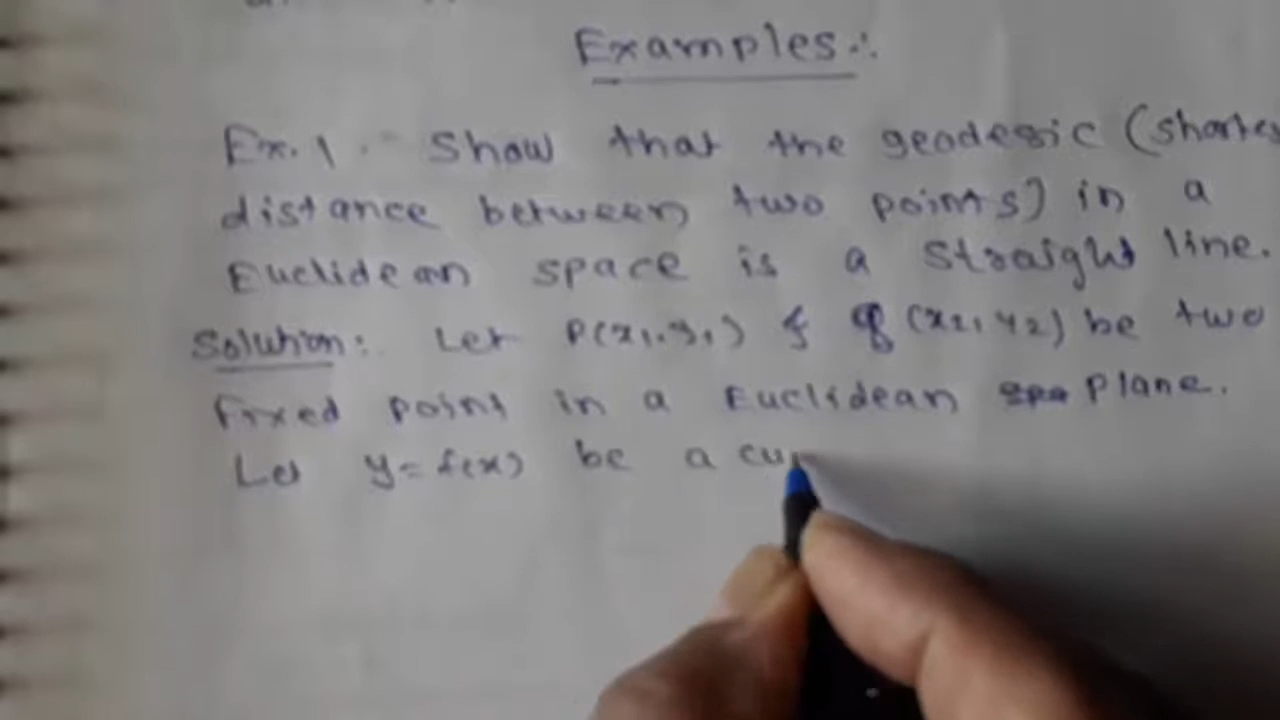 Examples:
Ex.1. Show that the geodesic (shortes
distance between two points) in a
Euclidean space is a straight line.
Solution: Let P(x1,y1) & Q(x2,y2) be two
fixed point in a Euclidean plane.
Let y=f(x) be a cu